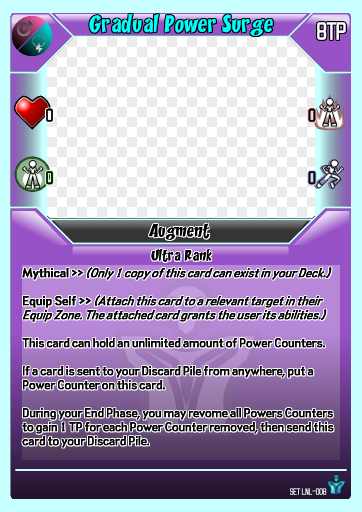 Gradual Power Surge
8TP
0
0
0
0
Augment
Ultra Rank
Mythical >> (Only 1 copy of this card can exist in your Deck.)
Equip Self >> (Attach this card to a relevant target in their
Equip Zone. The attached card grants the user its abilities.)
This card can hold an unlimited amount of Power Counters.
If a card is sent to your Discard Pile from anywhere, put a
Power Counter on this card.
During your End Phase, you may revome all Powers Counters
to gain 1 TP for each Power Counter removed, then send this
card to your Discard Pile.
SET LNL-008